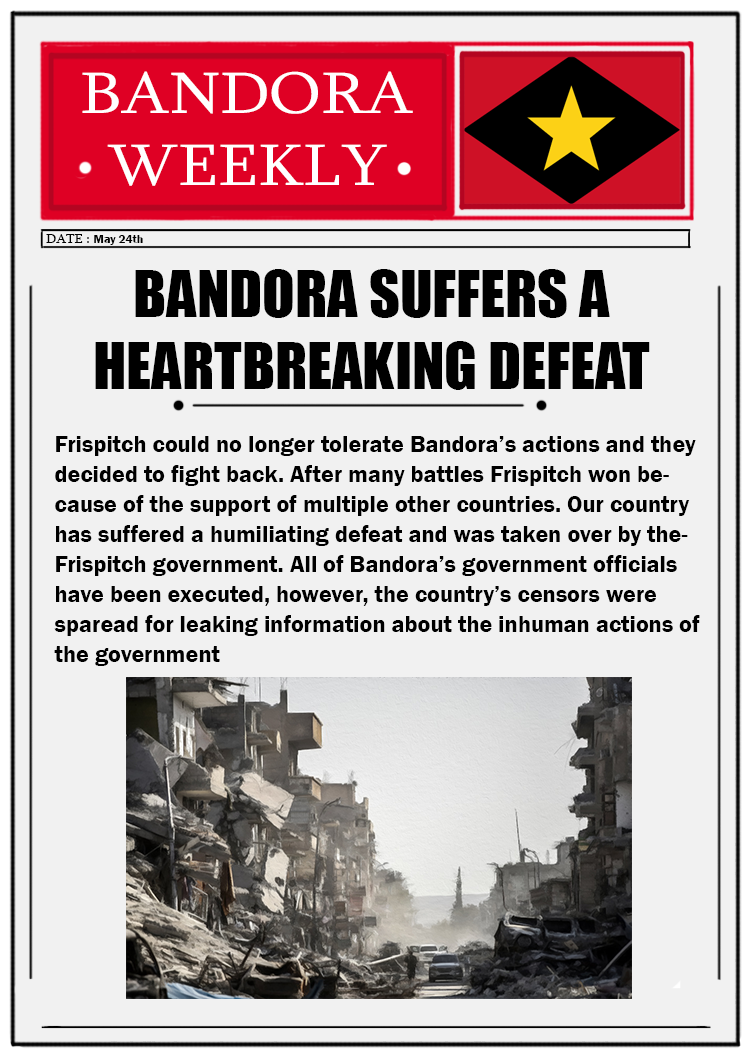 BANDORA
• WEEKLY •
DATE : May 24th
BANDORA SUFFERS A
HEARTBREAKING DEFEAT
Frispitch could no longer tolerate Bandora’s actions and they
decided to fight back. After many battles Frispitch won be-
cause of the support of multiple other countries. Our country
has suffered a humiliating defeat and was taken over by the-
Frispitch government. All of Bandora’s government officials
have been executed, however, the country’s censors were
sparead for leaking information about the inhuman actions of
the government